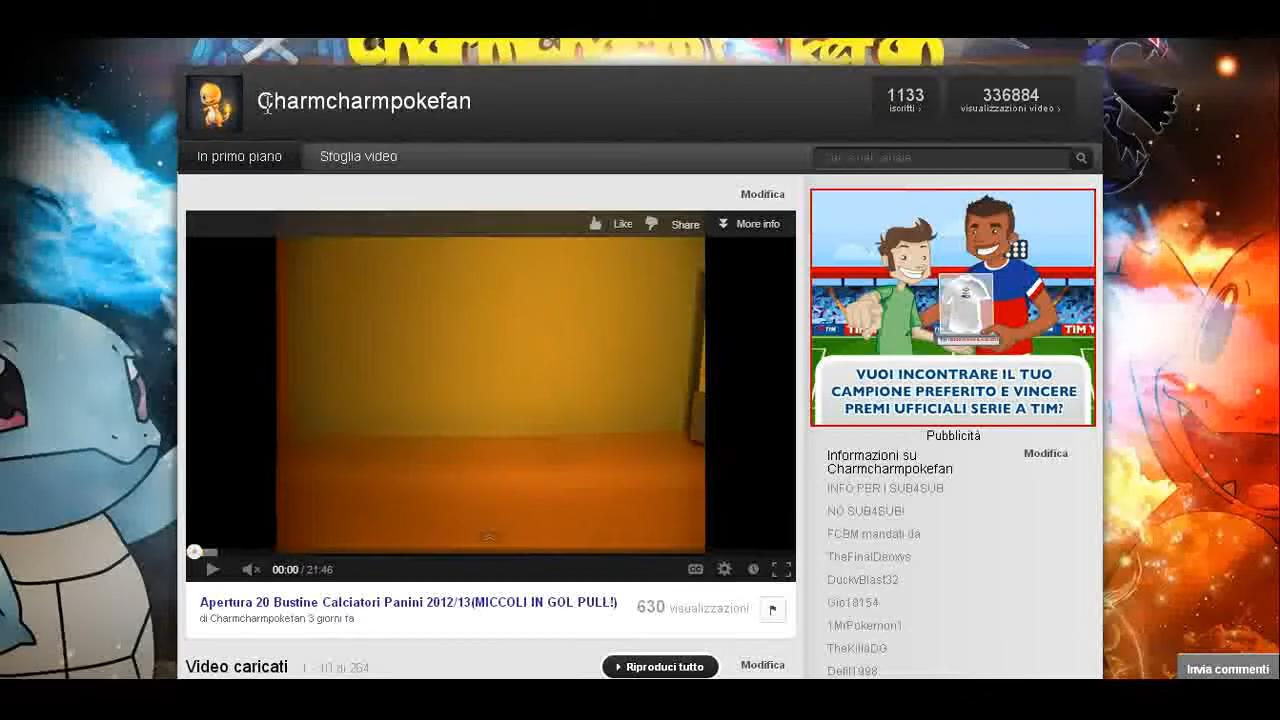 Charmcharmpokefan
Charmcharmpokefan
1133
iscritti ›
336884
visualizzazioni video ›
In primo piano
Sfoglia video
Modifica
Like
Share
More info
00:00 / 21:46
CC
Apertura 20 Bustine Calciatori Panini 2012/13(MICCOLI IN GOL PULL!)
di Charmcharmpokefan 3 giorni fa
630 visualizzazioni
Video caricati
di 264
Riproduci tutto
Modifica
TIM
VUOI INCONTRARE IL TUO
CAMPIONE PREFERITO E VINCERE
PREMI UFFICIALI SERIE A TIM?
Pubblicità
Informazioni su
Charmcharmpokefan
Modifica
INFO PER I SUB4SUB
NO SUB4SUB!
FCBM mandati da
TheFinalDeoxys
DuckyBlast32
Gio18154
1MrPokemon1
TheKillaDG
Invia commenti